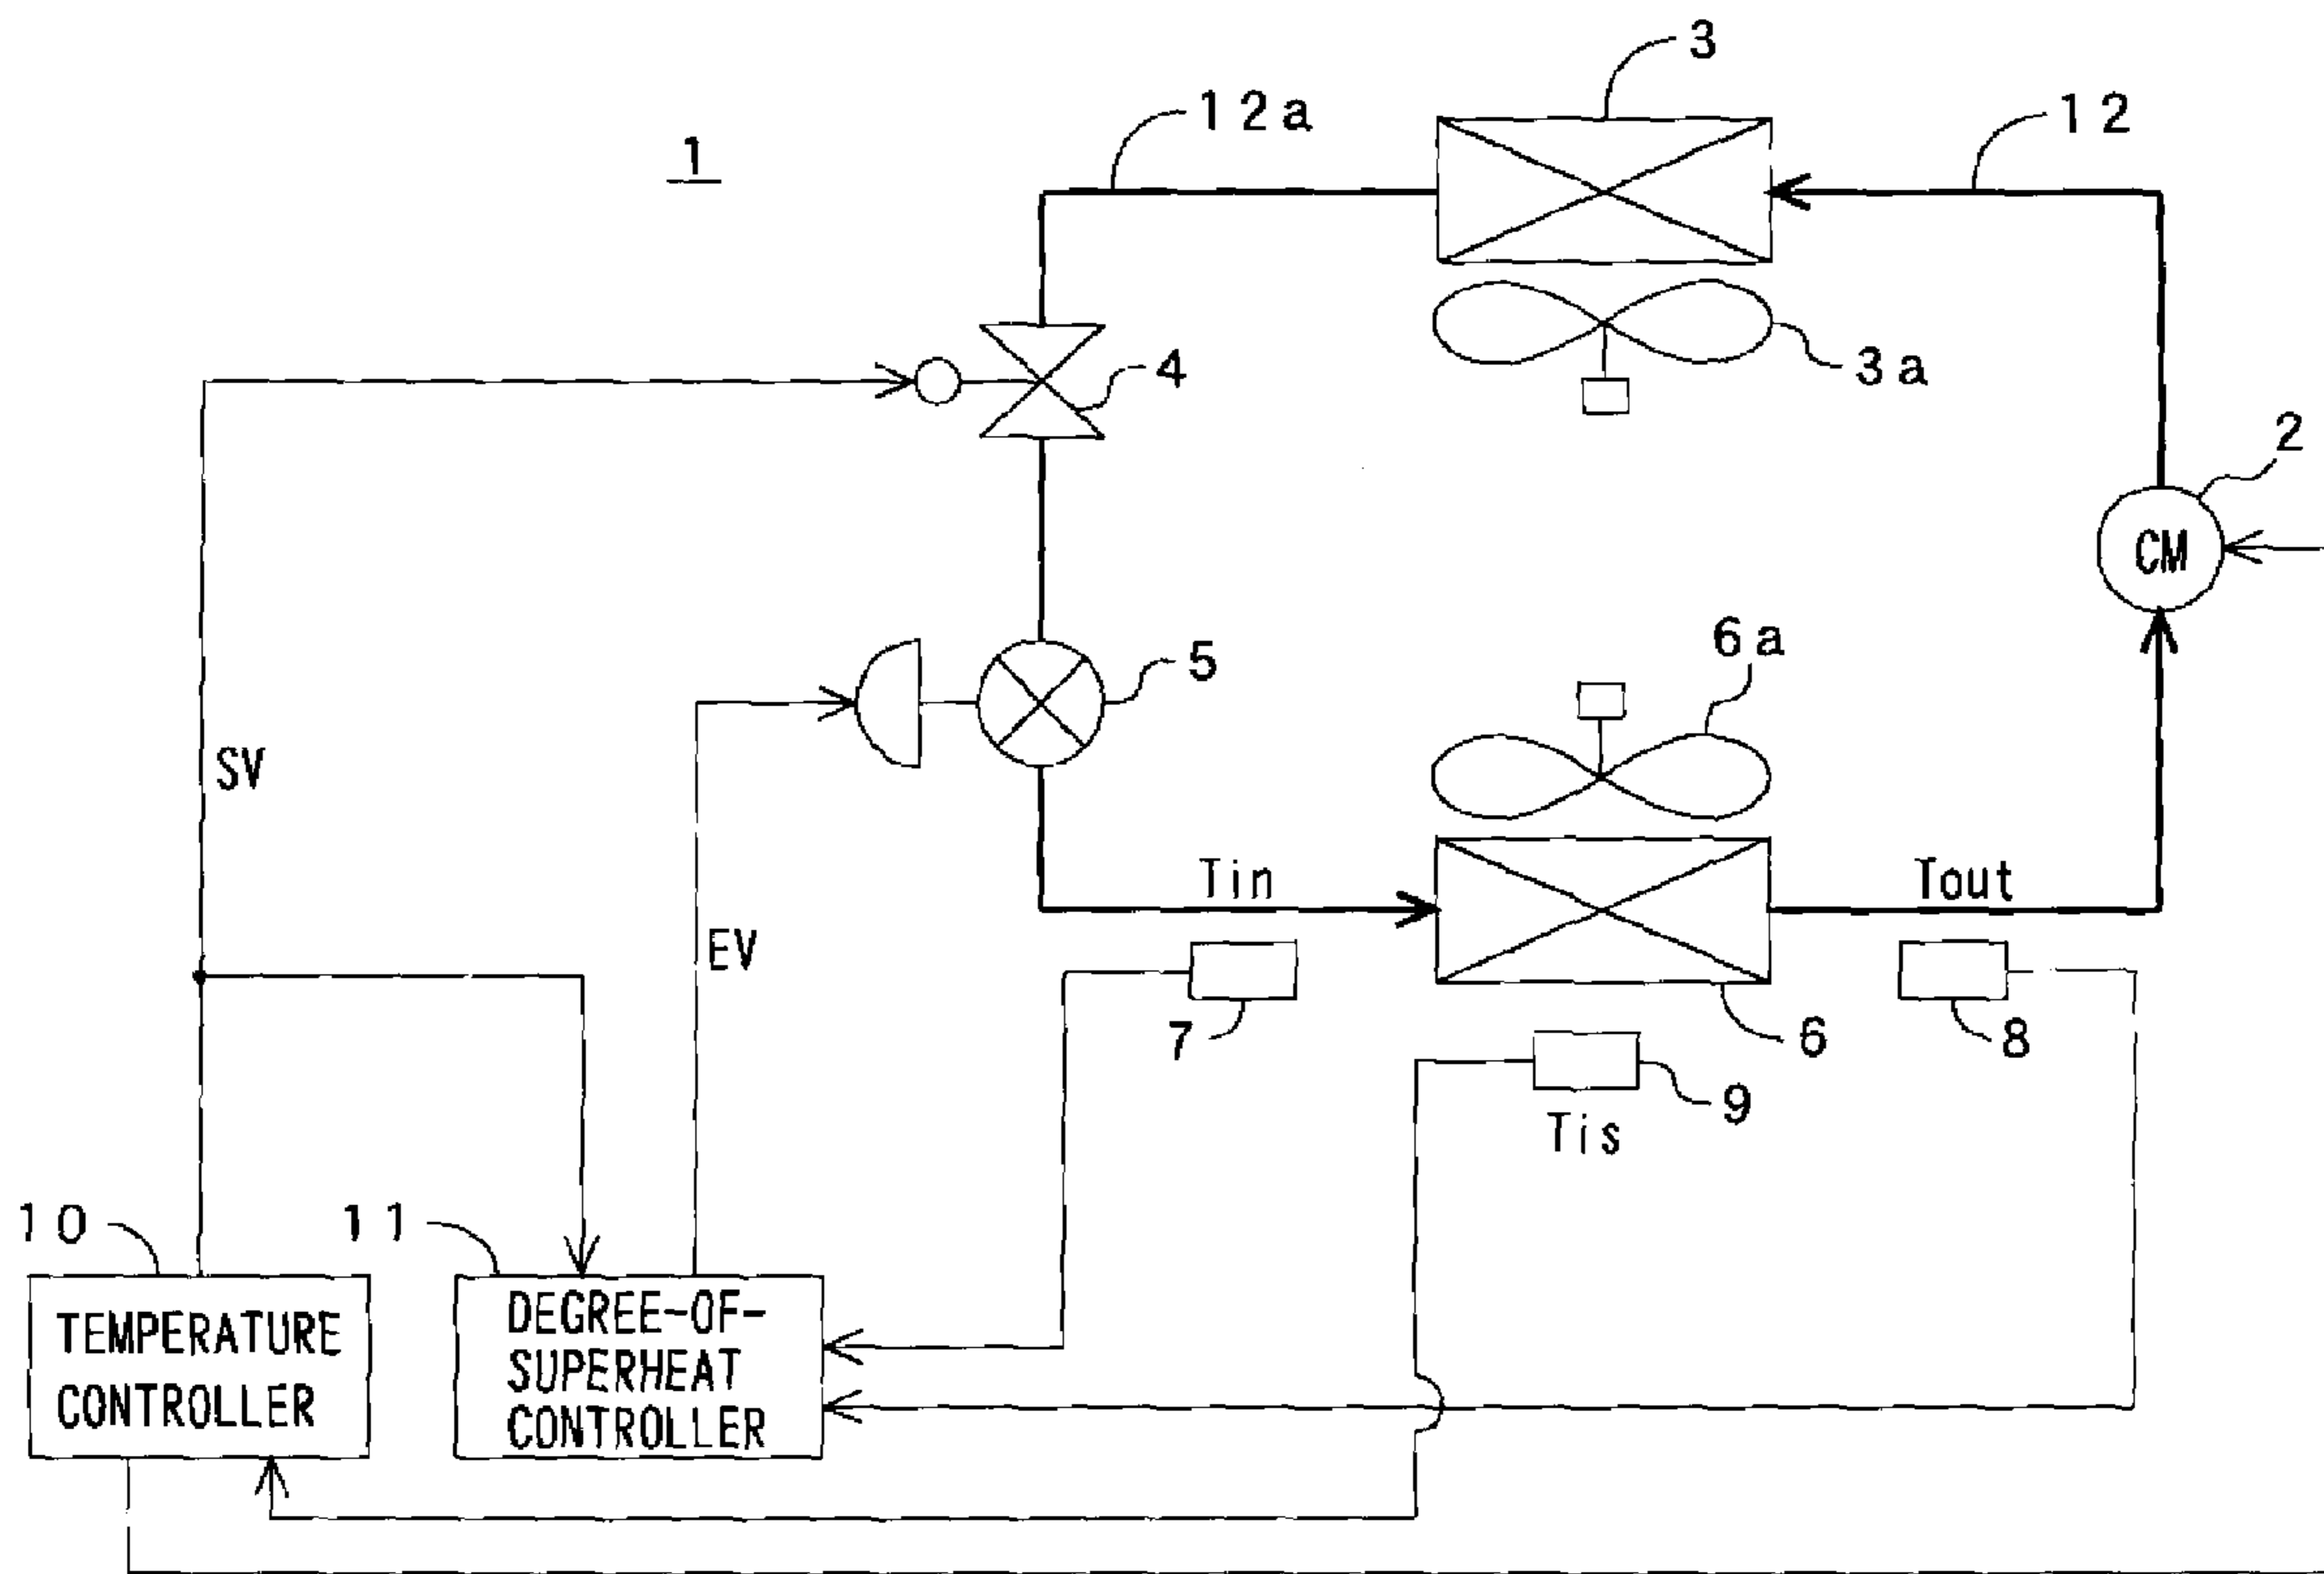 3
12a
12
1
4
3a
2
CM
6a
5
SV
Tin
Tout
EV
7
6
8
9
Tis
10
11
TEMPERATURE
CONTROLLER
DEGREE-OF-
SUPERHEAT
CONTROLLER